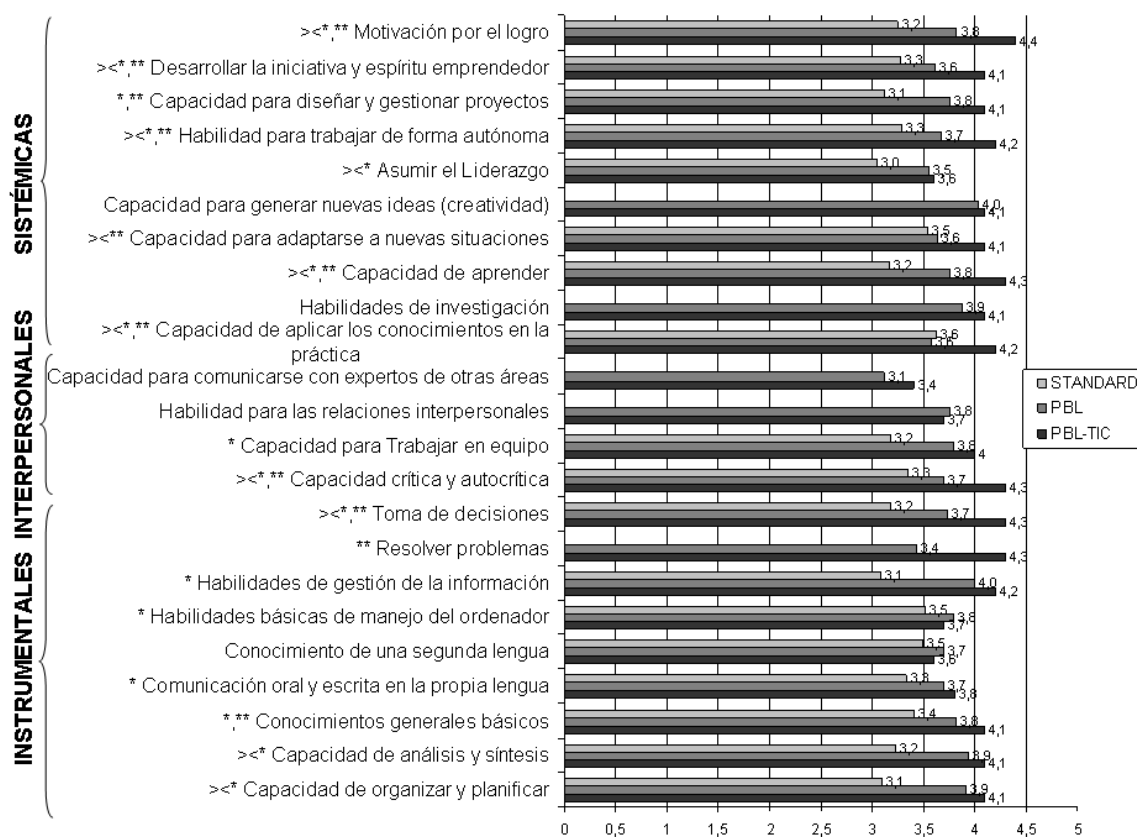 SISTÉMICAS
><*,** Motivación por el logro
3,2
3,8
4,4
><*,** Desarrollar la iniciativa y espíritu emprendedor
3,3
3,6
4,1
*,** Capacidad para diseñar y gestionar proyectos
3,1
3,8
4,1
><*,** Habilidad para trabajar de forma autónoma
3,3
3,7
4,2
><* Asumir el Liderazgo
3,0
3,5
3,6
Capacidad para generar nuevas ideas (creatividad)
4,0
4,1
><** Capacidad para adaptarse a nuevas situaciones
3,5
3,6
4,1
><*,** Capacidad de aprender
3,2
3,8
4,3
Habilidades de investigación
3,9
4,1
><*,** Capacidad de aplicar los conocimientos en la
práctica
3,6
3,6
4,2
INTERPERSONALES
Capacidad para comunicarse con expertos de otras áreas
3,1
3,4
Habilidad para las relaciones interpersonales
3,8
3,7
* Capacidad para Trabajar en equipo
3,2
3,8
4
><*,** Capacidad crítica y autocrítica
3,3
3,7
4,3
INSTRUMENTALES
><*,** Toma de decisiones
3,2
3,7
4,3
** Resolver problemas
3,4
4,3
* Habilidades de gestión de la información
3,1
4,0
4,2
* Habilidades básicas de manejo del ordenador
3,5
3,8
3,7
Conocimiento de una segunda lengua
3,5
3,7
3,6
* Comunicación oral y escrita en la propia lengua
3,3
3,7
3,8
*,** Conocimientos generales básicos
3,4
3,8
4,1
><* Capacidad de análisis y síntesis
3,2
3,9
4,1
><* Capacidad de organizar y planificar
3,1
3,9
4,1
0 0,5 1 1,5 2 2,5 3 3,5 4 4,5 5
STANDARD
PBL
PBL-TIC